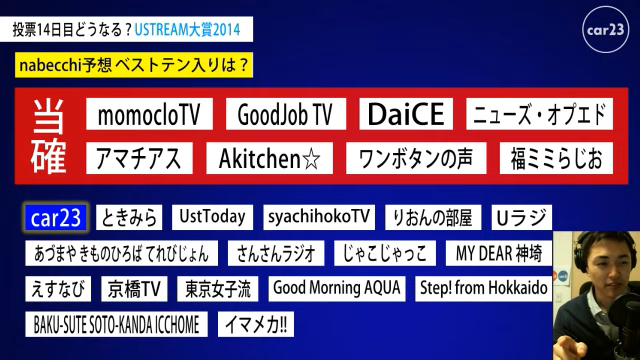 投票14日目どうなる？USTREAM大賞2014
car23
nabecchi予想 ベストテン入りは？
当確
momocloTV GoodJob TV DaiCE ニューズ・オプエド
アマチアス Akitchen☆ ワンボタンの声 福ミミらじお
car23 ときみら UstToday syachihokoTV りおんの部屋 Uラジ
あづまや きものひろば てれびじょん さんさんラジオ じゃこじゃっこ MY DEAR 神埼
えすなび 京橋TV 東京女子流 Good Morning AQUA Step! from Hokkaido
BAKU-SUTE SOTO-KANDA ICCHOME イマメカ!!